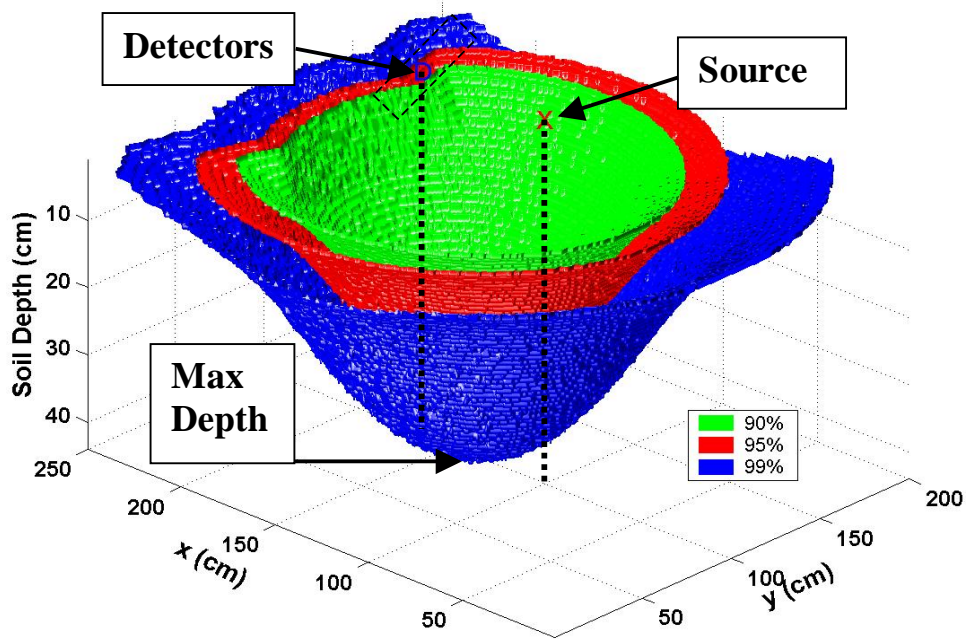 Detectors
Source
D
X
10
20
30
40
Soil Depth (cm)
Max
Depth
90%
95%
99%
250
200
150
100
50
x (cm)
50
100
150
200
y (cm)